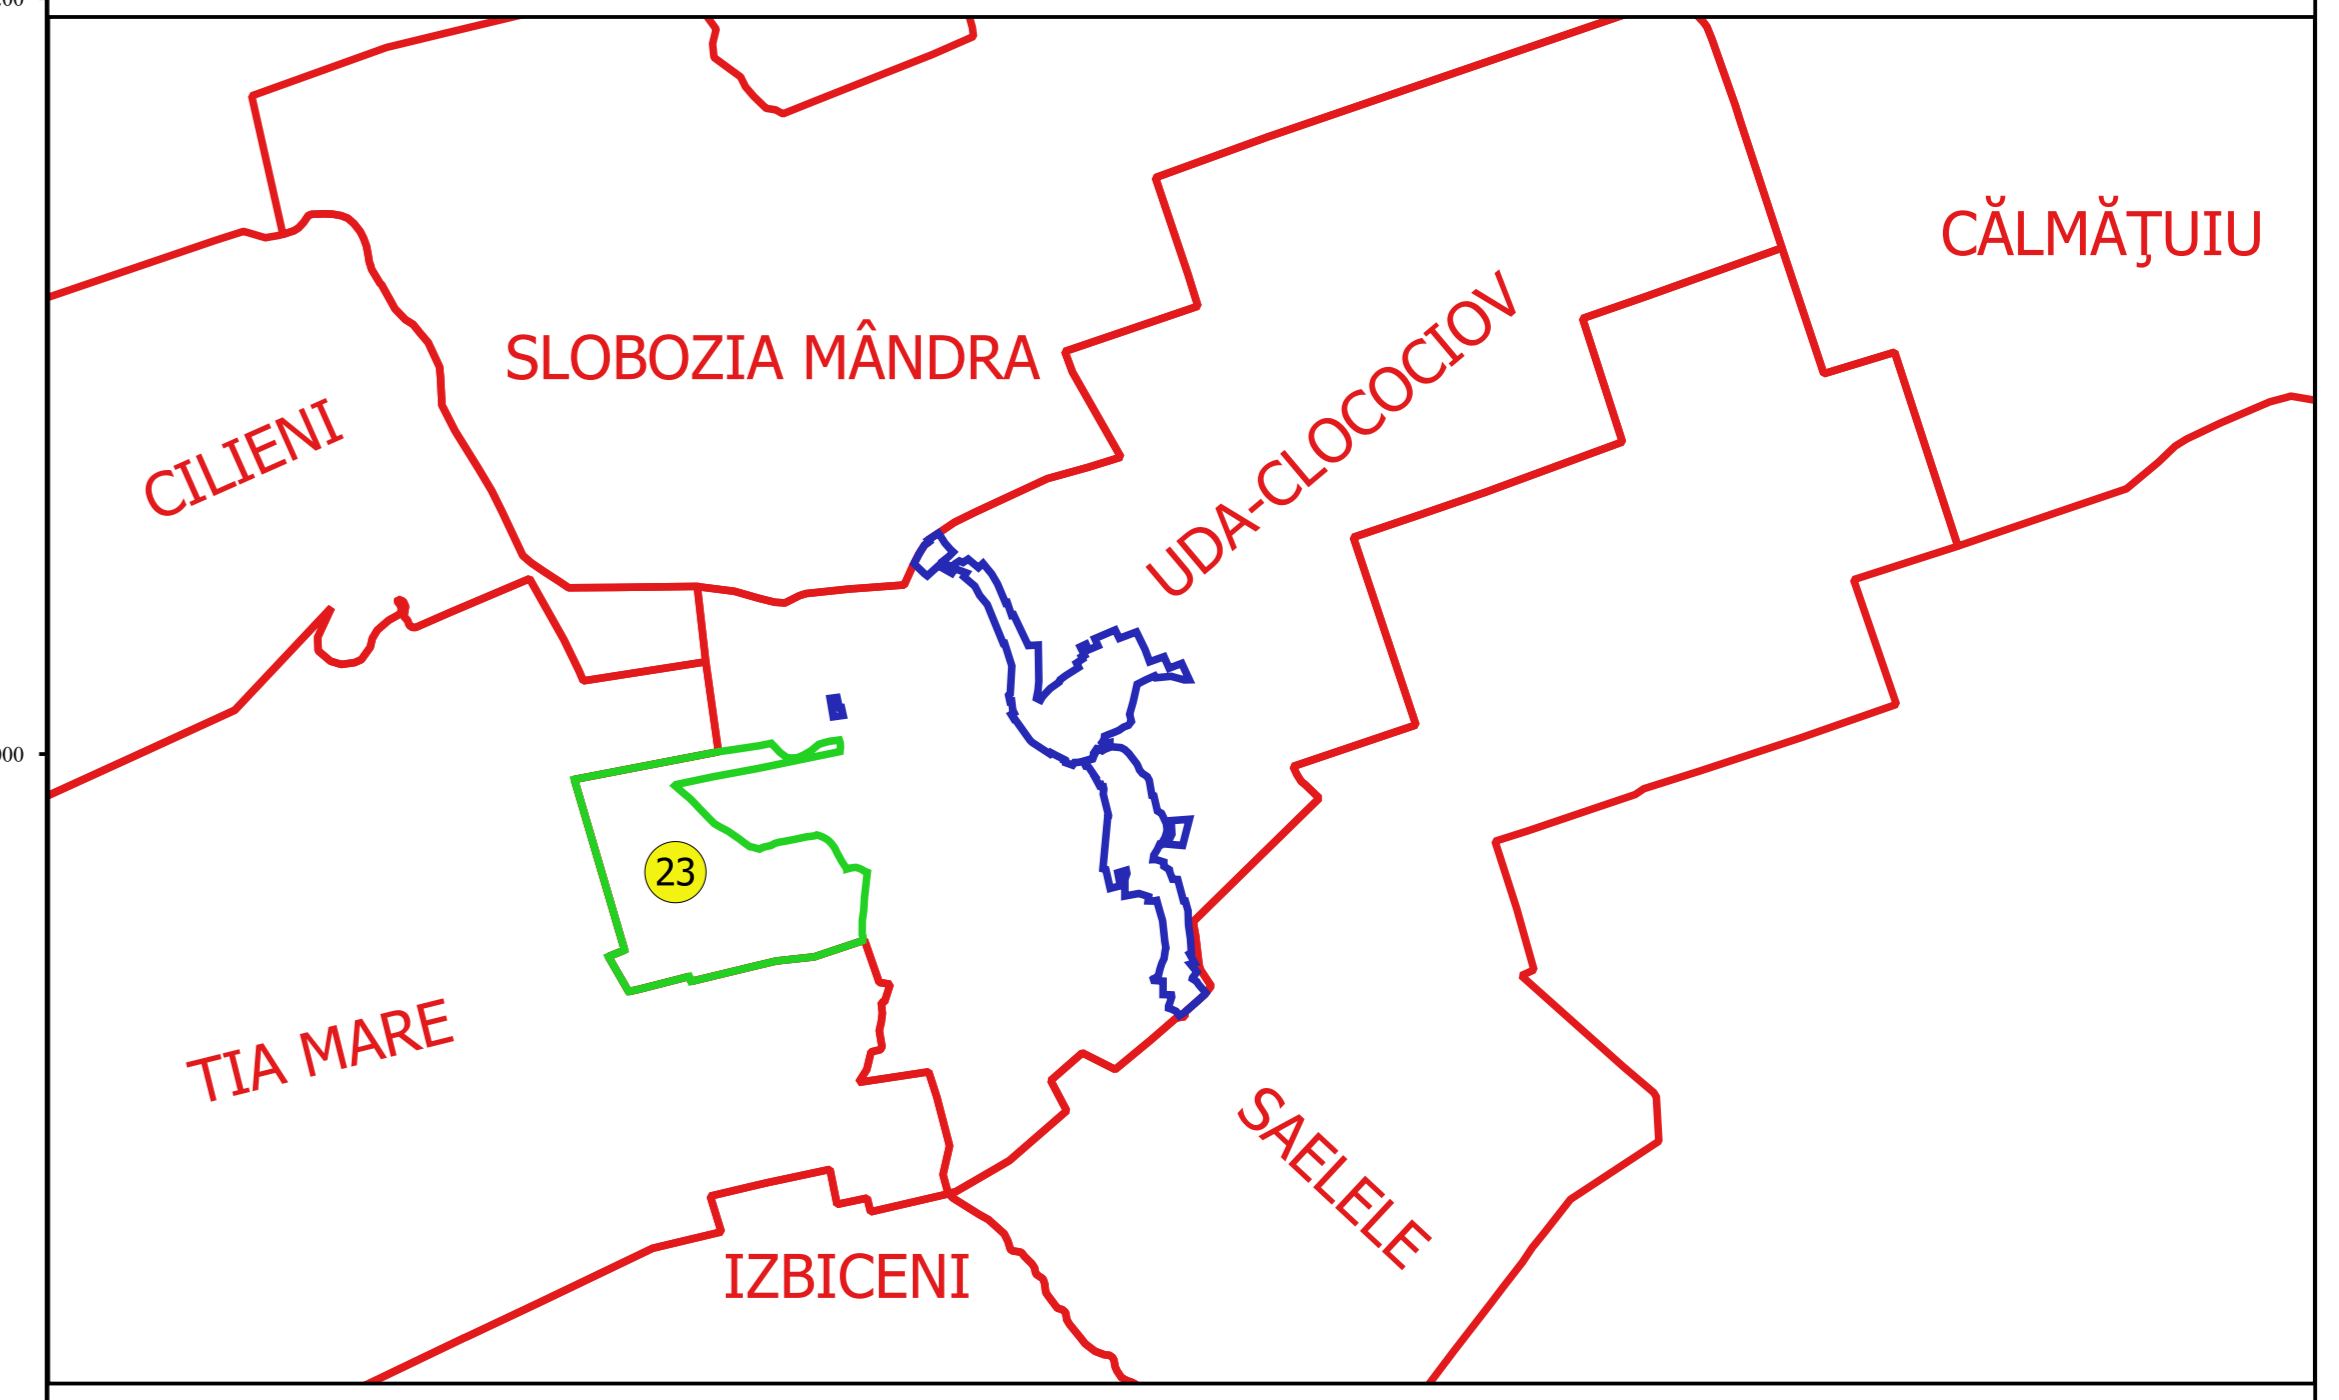 CĂLMĂŢUIU
SLOBOZIA MÂNDRA
UDA-CLOCOCIOV
CILIENI
23
TIA MARE
SAELELE
IZBICENI